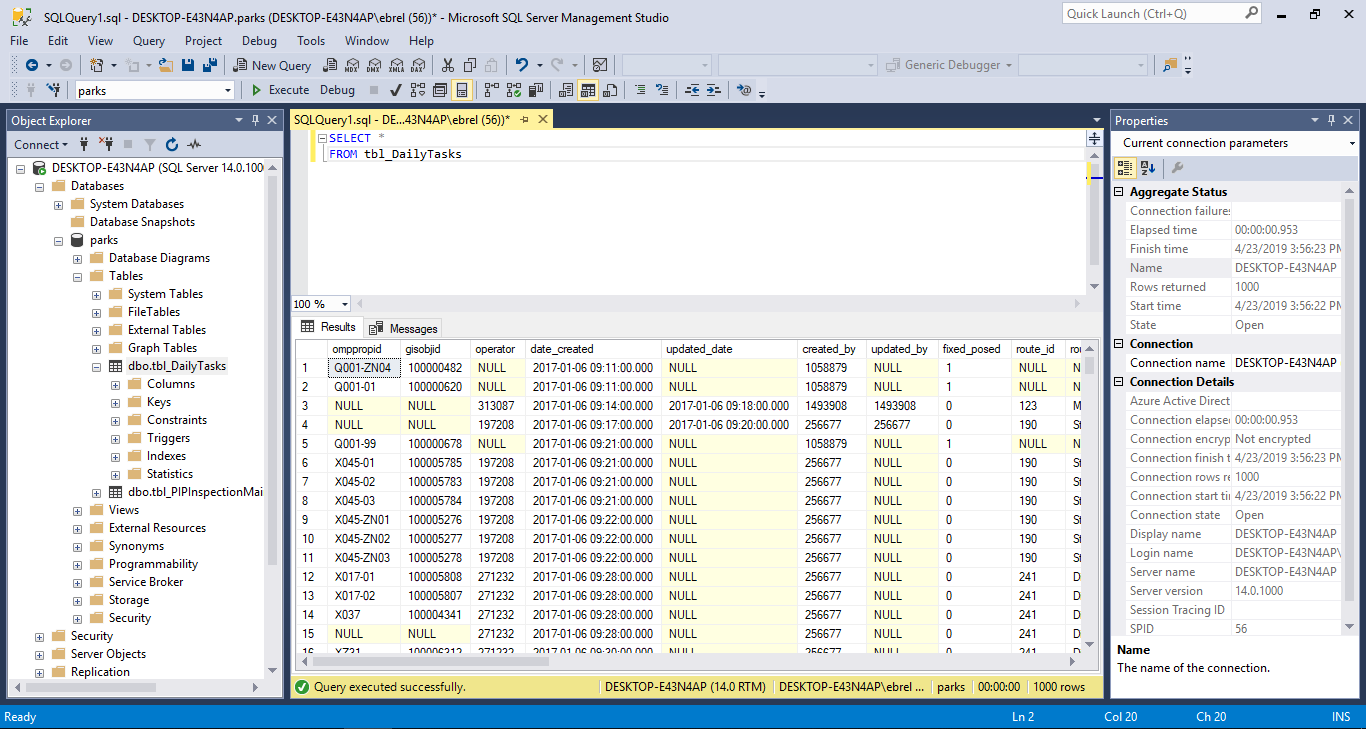 SQLQuery1.sql - DESKTOP-E43N4AP.parks (DESKTOP-E43N4AP\ebrel (56))* - Microsoft SQL Server Management Studio
Quick Launch (Ctrl+Q)
File Edit View Query Project Debug Tools Window Help
New Query MDX DMX XMLA DAX Generic Debugger
parks Execute Debug
Object Explorer
Connect
DESKTOP-E43N4AP (SQL Server 14.0.1000
Databases
System Databases
Database Snapshots
parks
Database Diagrams
Tables
System Tables
FileTables
External Tables
Graph Tables
dbo.tbl_DailyTasks
Columns
Keys
Constraints
Triggers
Indexes
Statistics
dbo.tbl_PIPInspectionMai
Views
External Resources
Synonyms
Programmability
Service Broker
Storage
Security
Security
Server Objects
Replication
SQLQuery1.sql - DE...43N4AP\ebrel (56))*
SELECT *
FROM tbl_DailyTasks
100 %
Results Messages
omppropid gisobjid operator date_created updated_date created_by updated_by fixed_posed route_id rou
1 Q001-ZN04 100000482 NULL 2017-01-06 09:11:00.000 NULL 1058879 NULL 1 NULL N
2 Q001-01 100000620 NULL 2017-01-06 09:11:00.000 NULL 1058879 NULL 1 NULL N
3 NULL NULL 313087 2017-01-06 09:14:00.000 2017-01-06 09:18:00.000 1493908 1493908 0 123 M
4 NULL NULL 197208 2017-01-06 09:17:00.000 2017-01-06 09:20:00.000 256677 256677 0 190 St
5 Q001-99 100000678 NULL 2017-01-06 09:21:00.000 NULL 1058879 NULL 1 NULL N
6 X045-01 100005785 197208 2017-01-06 09:21:00.000 NULL 256677 NULL 0 190 St
7 X045-02 100005783 197208 2017-01-06 09:21:00.000 NULL 256677 NULL 0 190 St
8 X045-03 100005784 197208 2017-01-06 09:21:00.000 NULL 256677 NULL 0 190 St
9 X045-ZN01 100005276 197208 2017-01-06 09:22:00.000 NULL 256677 NULL 0 190 St
10 X045-ZN02 100005277 197208 2017-01-06 09:22:00.000 NULL 256677 NULL 0 190 St
11 X045-ZN03 100005278 197208 2017-01-06 09:22:00.000 NULL 256677 NULL 0 190 St
12 X017-01 100005808 271232 2017-01-06 09:28:00.000 NULL 256677 NULL 0 241 D
13 X017-02 100005807 271232 2017-01-06 09:28:00.000 NULL 256677 NULL 0 241 D
14 X037 100004341 271232 2017-01-06 09:28:00.000 NULL 256677 NULL 0 241 D
15 NULL NULL 271232 2017-01-06 09:28:00.000 NULL 256677 NULL 0 241 D
16 XZ31 100006312 271232 2017-01-06 09:30:00.000 NULL 256677 NULL 0 241 D
Query executed successfully. DESKTOP-E43N4AP (14.0 RTM) DESKTOP-E43N4AP\ebrel ... parks 00:00:00 1000 rows
Properties
Current connection parameters
Aggregate Status
Connection failures
Elapsed time 00:00:00.953
Finish time 4/23/2019 3:56:23 PM
Name DESKTOP-E43N4AP
Rows returned 1000
Start time 4/23/2019 3:56:22 PM
State Open
Connection
Connection name DESKTOP-E43N4AP
Connection Details
Azure Active Direct
Connection elapse 00:00:00.953
Connection encryp Not encrypted
Connection finish t 4/23/2019 3:56:23 PM
Connection rows re 1000
Connection start ti 4/23/2019 3:56:22 PM
Connection state Open
Display name DESKTOP-E43N4AP
Login name DESKTOP-E43N4AP\
Server name DESKTOP-E43N4AP
Server version 14.0.1000
Session Tracing ID
SPID 56
Name
The name of the connection.
Ready Ln 2 Col 20 Ch 20 INS